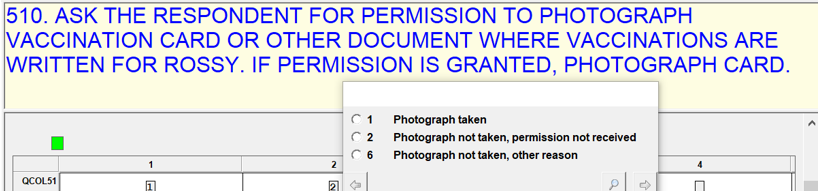 510. ASK THE RESPONDENT FOR PERMISSION TO PHOTOGRAPH
VACCINATION CARD OR OTHER DOCUMENT WHERE VACCINATIONS ARE
WRITTEN FOR ROSSY. IF PERMISSION IS GRANTED, PHOTOGRAPH CARD.
1 Photograph taken
2 Photograph not taken, permission not received
6 Photograph not taken, other reason
1 2 4
QCOL51 1 2